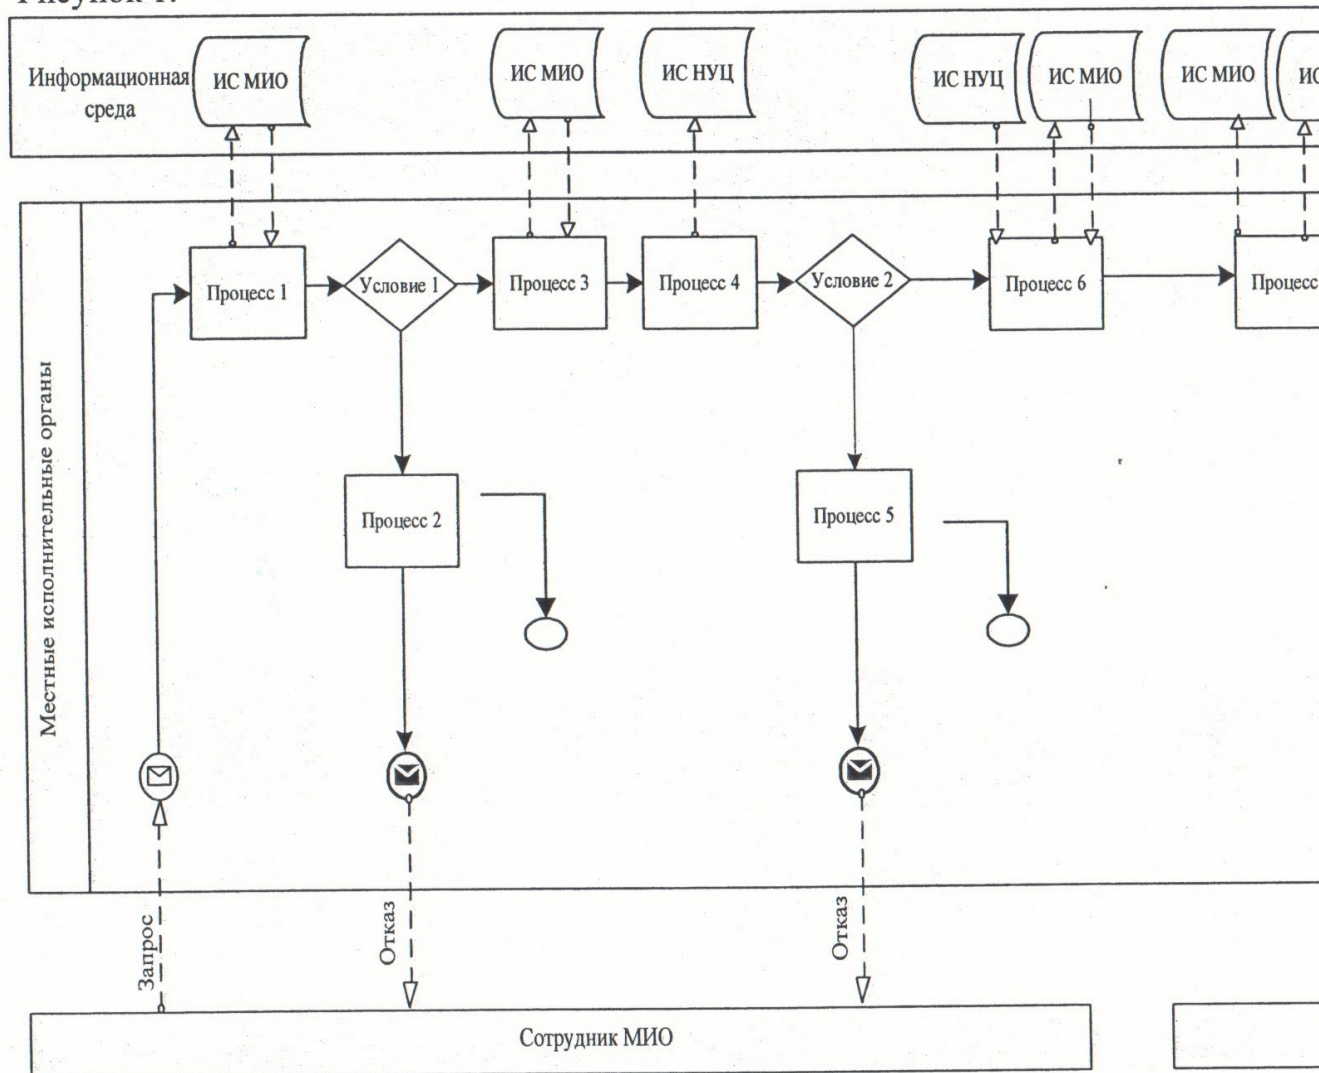 Информационная
среда
ИС МИО
ИС МИО
ИС НУЦ
ИС НУЦ
ИС МИО
ИС МИО
ИС
Местные исполнительные органы
Процесс 1
Условие 1
Процесс 3
Процесс 4
Условие 2
Процесс 6
Процесс
Процесс 2
Процесс 5
Запрос
Отказ
Отказ
Сотрудник МИО